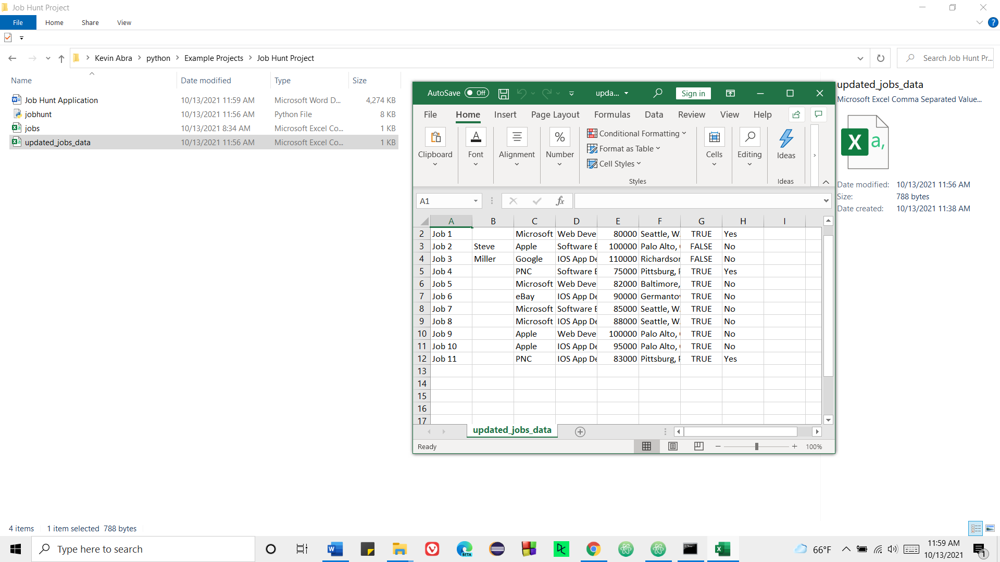 Job Hunt Project
File Home Share View
Kevin Abra python Example Projects Job Hunt Project
Search Job Hunt Pr...
Name Date modified Type Size
Job Hunt Application 10/13/2021 11:59 AM Microsoft Word D... 4,274 KB
jobhunt 10/13/2021 11:56 AM Python File 8 KB
jobs 10/13/2021 8:34 AM Microsoft Excel Co... 1 KB
updated_jobs_data 10/13/2021 11:56 AM Microsoft Excel Co... 1 KB
AutoSave Off upda... Sign in
File Home Insert Page Layout Formulas Data Review View Help
Clipboard Font Alignment Number
Conditional Formatting
Format as Table
Cell Styles
Styles
Cells Editing Ideas
Ideas
A1 fx
A B C D E F G H I
2 Job 1 Microsoft Web Deve 80000 Seattle, W TRUE Yes
3 Job 2 Steve Apple Software E 100000 Palo Alto, FALSE No
4 Job 3 Miller Google IOS App De 110000 Richardson FALSE No
5 Job 4 PNC Software E 75000 Pittsburg, P TRUE Yes
6 Job 5 Microsoft Web Deve 82000 Baltimore, TRUE No
7 Job 6 eBay IOS App De 90000 Germantov TRUE No
8 Job 7 Microsoft Software E 85000 Seattle, W TRUE No
9 Job 8 Microsoft IOS App De 88000 Seattle, W TRUE No
10 Job 9 Apple Web Deve 100000 Palo Alto, TRUE No
11 Job 10 Apple IOS App De 95000 Palo Alto, TRUE No
12 Job 11 PNC IOS App De 83000 Pittsburg, P TRUE Yes
13
14
15
16
17
updated_jobs_data
Ready 100%
updated_jobs_data
Microsoft Excel Comma Separated Value...
X a,
Date modified: 10/13/2021 11:56 AM
Size: 788 bytes
Date created: 10/13/2021 11:38 AM
4 items 1 item selected 788 bytes
Type here to search
BETA
66°F
11:59 AM
10/13/2021
1